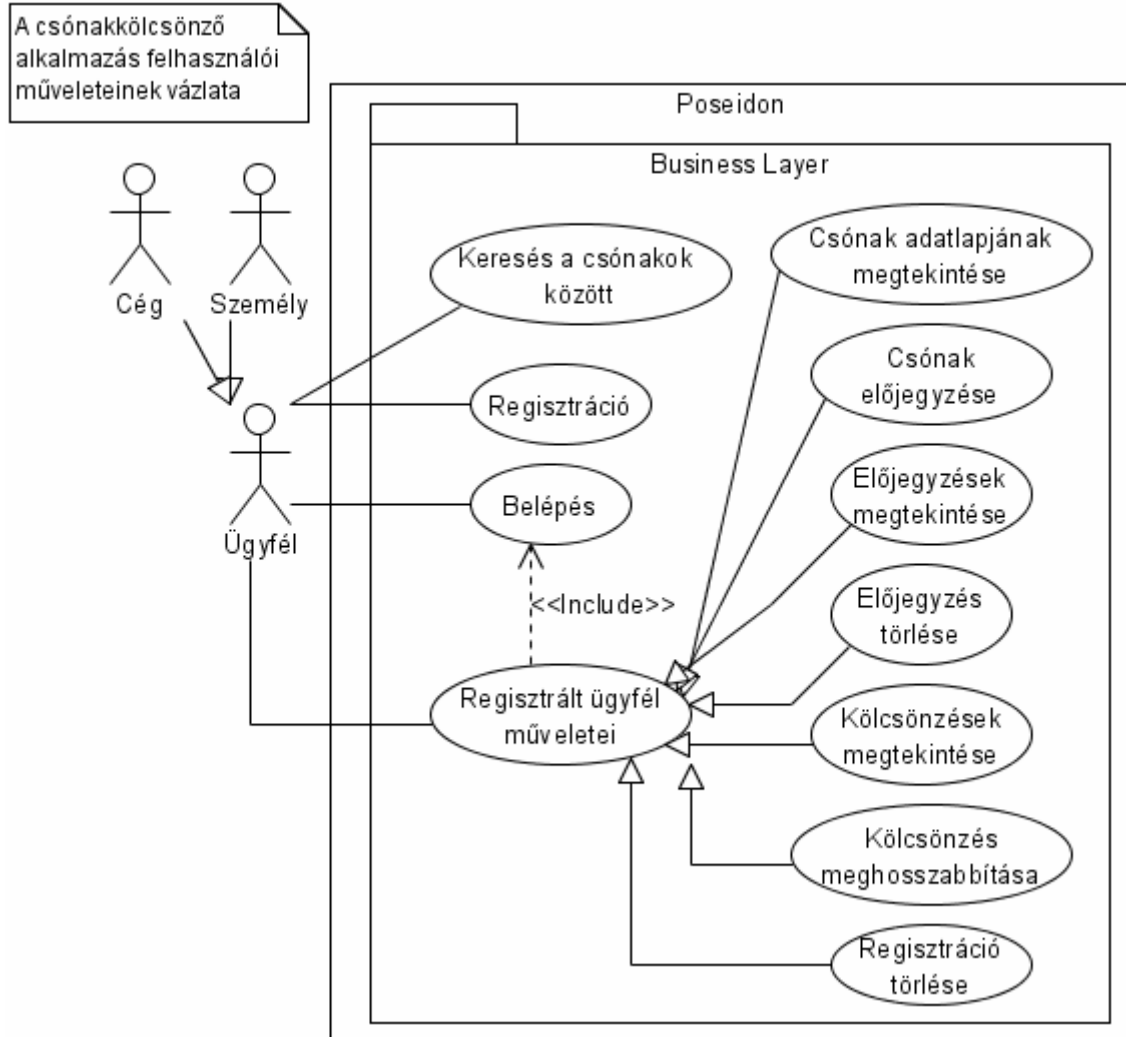 A csónakkölcsönző
alkalmazás felhasználói
műveleteinek vázlata
Poseidon
Business Layer
Cég
Személy
Ügyfél
Keresés a csónakok
között
Regisztráció
Belépés
<<Include>>
Regisztrált ügyfél
műveletei
Csónak adatlapjának
megtekintése
Csónak
előjegyzése
Előjegyzések
megtekintése
Előjegyzés
törlése
Kölcsönzések
megtekintése
Kölcsönzés
meghosszabbítása
Regisztráció
törlése